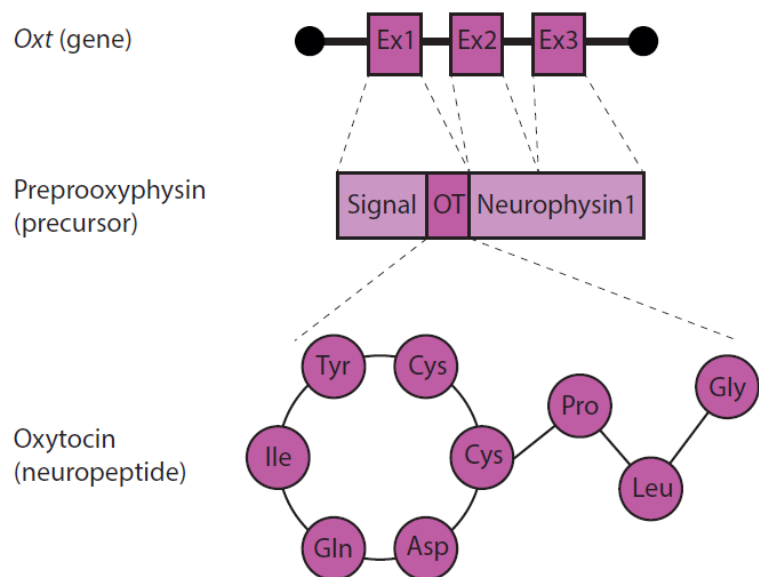 Oxt (gene)
Ex1 Ex2 Ex3
Preprooxyphysin
(precursor)
Signal OT Neurophysin1
Oxytocin
(neuropeptide)
Tyr Cys
Ile Cys
Gln Asp
Pro
Leu
Gly